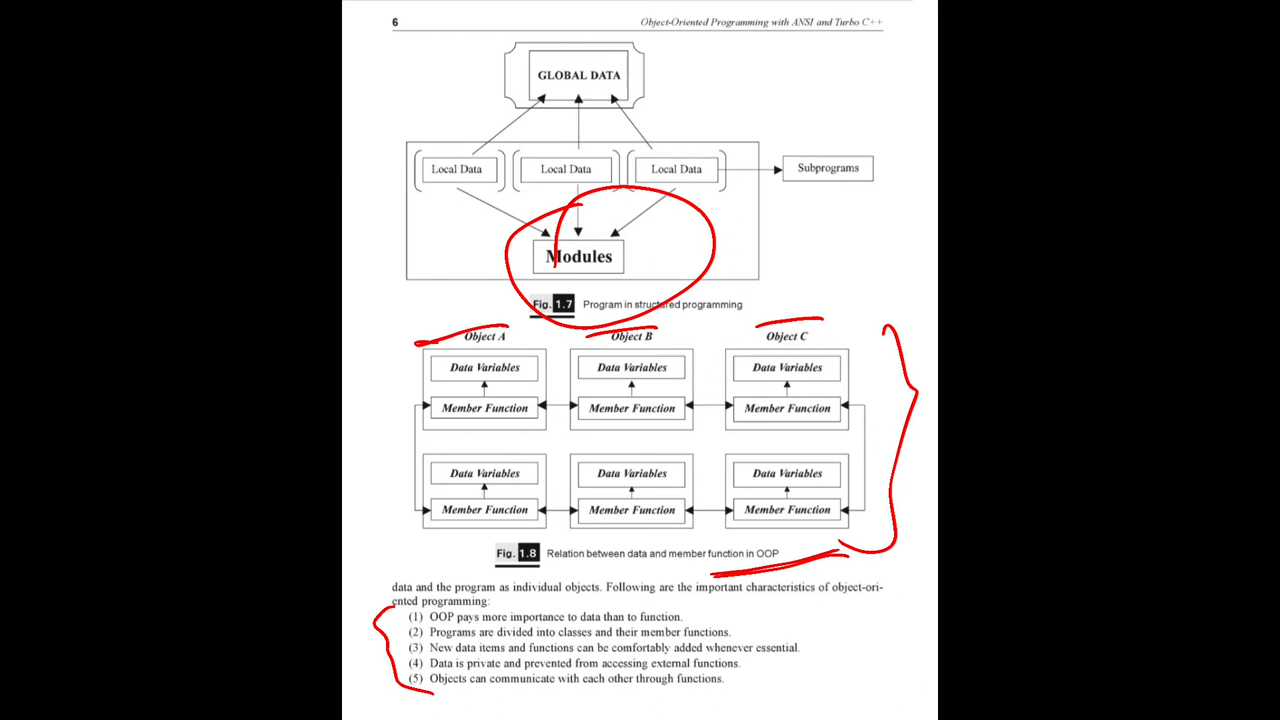 6
Object-Oriented Programming with ANSI and Turbo C++
GLOBAL DATA
Local Data
Local Data
Local Data
Subprograms
Modules
Fig. 1.7 Program in structured programming
Object A
Object B
Object C
Data Variables
Data Variables
Data Variables
Member Function
Member Function
Member Function
Data Variables
Data Variables
Data Variables
Member Function
Member Function
Member Function
Fig. 1.8 Relation between data and member function in OOP
data and the program as individual objects. Following are the important characteristics of object-ori-
ented programming:
(1) OOP pays more importance to data than to function.
(2) Programs are divided into classes and their member functions.
(3) New data items and functions can be comfortably added whenever essential.
(4) Data is private and prevented from accessing external functions.
(5) Objects can communicate with each other through functions.